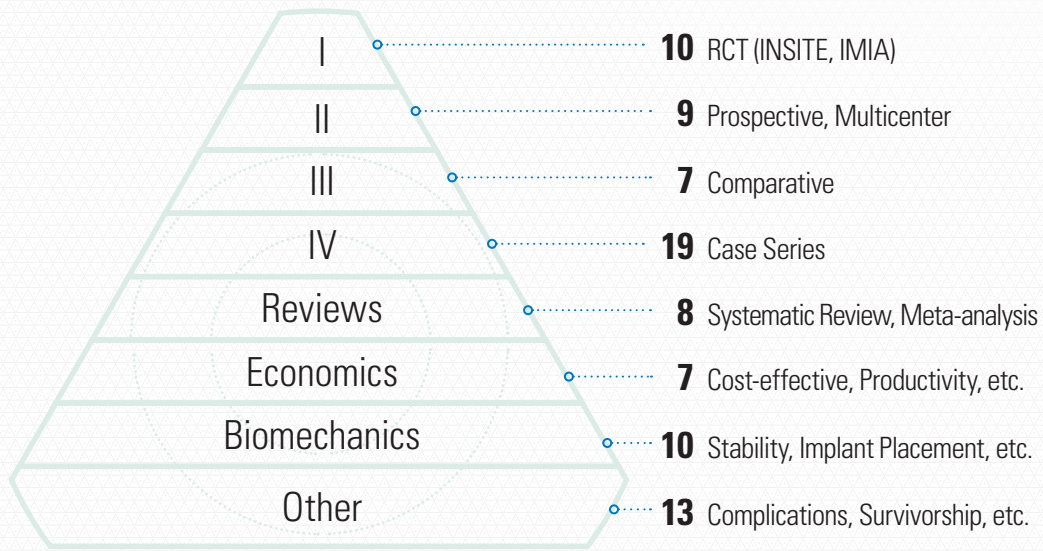 I
10 RCT (INSITE, IMIA)
II
9 Prospective, Multicenter
III
7 Comparative
IV
19 Case Series
Reviews
8 Systematic Review, Meta-analysis
Economics
7 Cost-effective, Productivity, etc.
Biomechanics
10 Stability, Implant Placement, etc.
Other
13 Complications, Survivorship, etc.